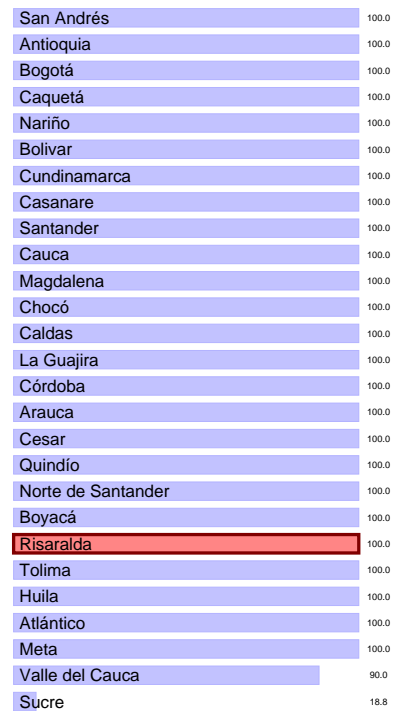 San Andrés 100.0
Antioquia 100.0
Bogotá 100.0
Caquetá 100.0
Nariño 100.0
Bolivar 100.0
Cundinamarca 100.0
Casanare 100.0
Santander 100.0
Cauca 100.0
Magdalena 100.0
Chocó 100.0
Caldas 100.0
La Guajira 100.0
Córdoba 100.0
Arauca 100.0
Cesar 100.0
Quindío 100.0
Norte de Santander 100.0
Boyacá 100.0
Risaralda 100.0
Tolima 100.0
Huila 100.0
Atlántico 100.0
Meta 100.0
Valle del Cauca 90.0
Sucre 18.8